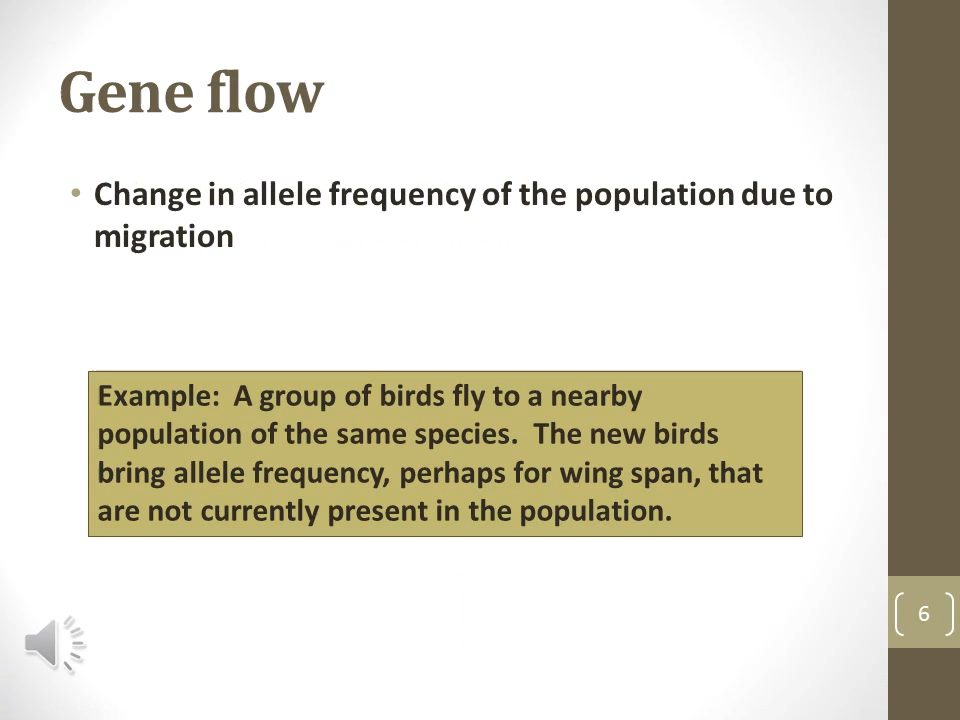 Gene flow
• Change in allele frequency of the population due to
migration
Example:  A group of birds fly to a nearby
population of the same species.  The new birds
bring allele frequency, perhaps for wing span, that
are not currently present in the population.
6